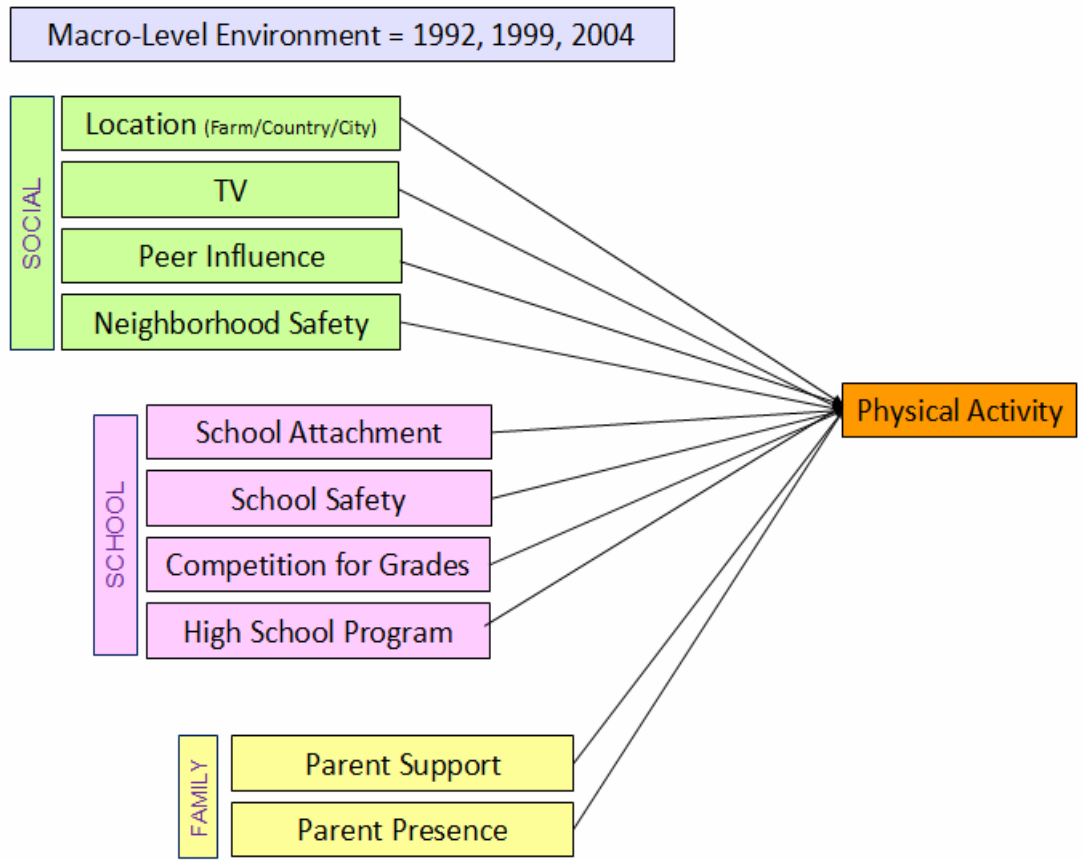 Macro-Level Environment = 1992, 1999, 2004
SOCIAL
Location (Farm/Country/City)
TV
Peer Influence
Neighborhood Safety
Physical Activity
SCHOOL
School Attachment
School Safety
Competition for Grades
High School Program
FAMILY
Parent Support
Parent Presence